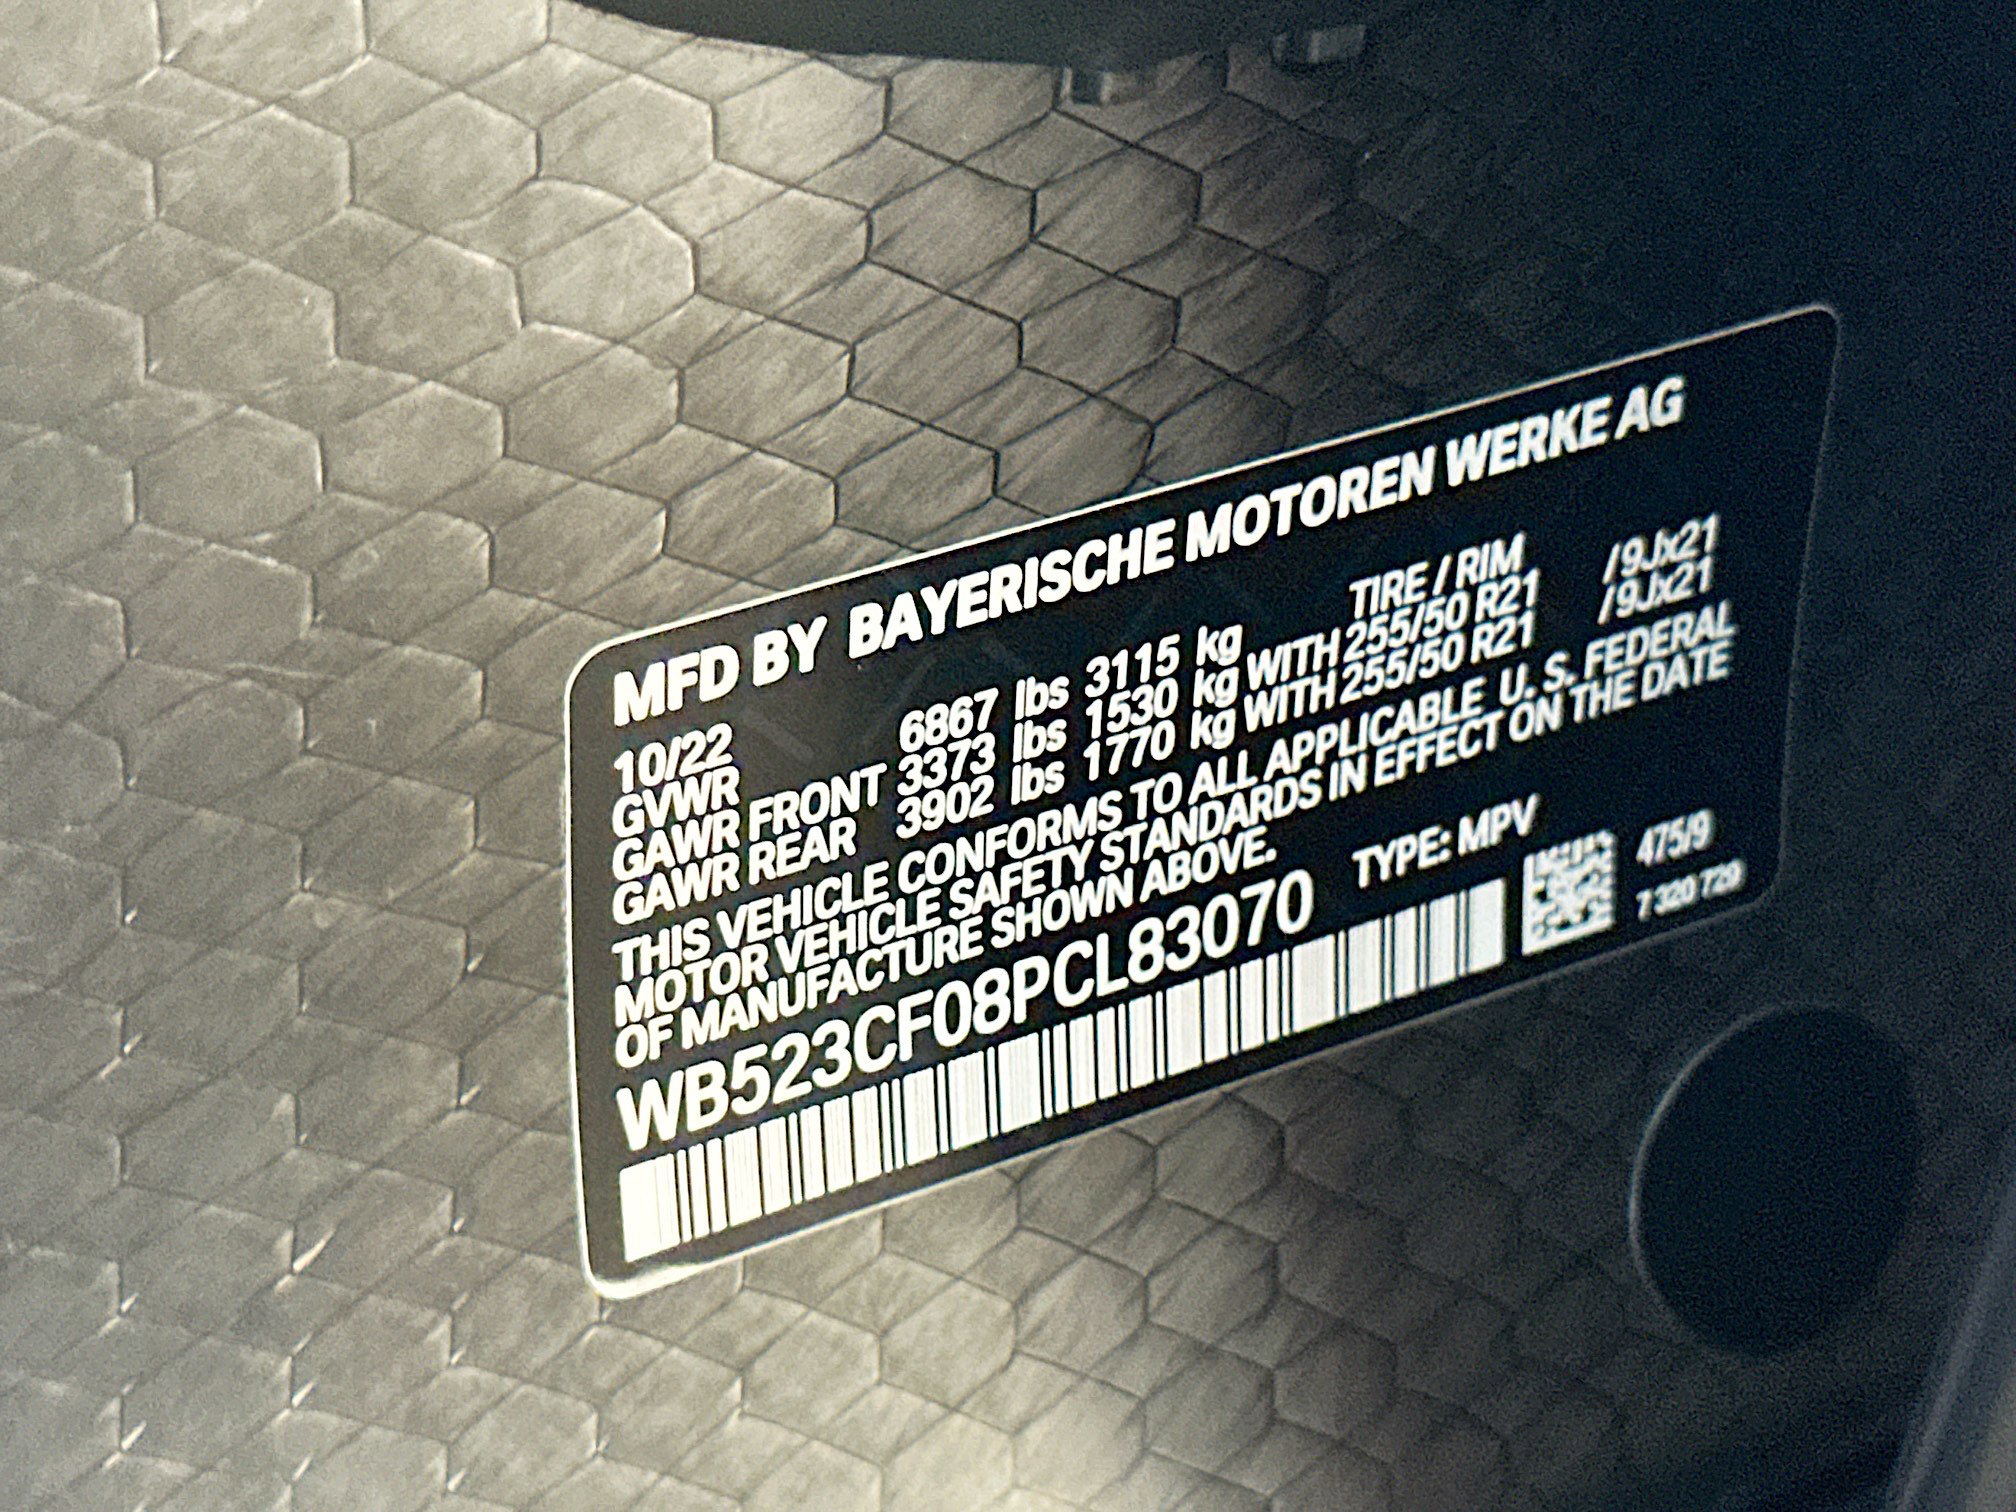 MFD BY BAYERISCHE MOTOREN WERKE AG
10/22 TIRE / RIM
GVWR 6867 lbs 3115 kg
GAWR FRONT 3373 lbs 1530 kg WITH 255/50 R21 /9Jx21
GAWR REAR 3902 lbs 1770 kg WITH 255/50 R21 /9Jx21
THIS VEHICLE CONFORMS TO ALL APPLICABLE U. S. FEDERAL
MOTOR VEHICLE SAFETY STANDARDS IN EFFECT ON THE DATE
OF MANUFACTURE SHOWN ABOVE.
WB523CF08PCL83070 TYPE: MPV
475/9
7 320 729